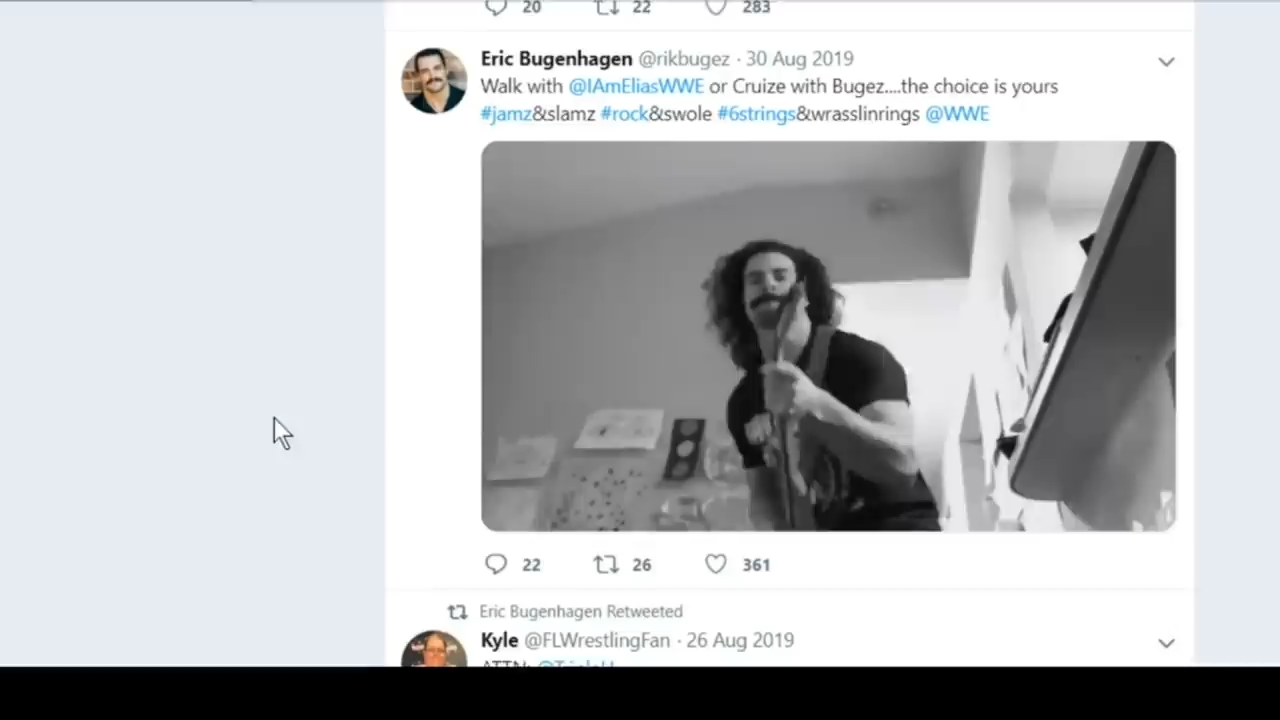 20 22 283
Eric Bugenhagen @rikbugez · 30 Aug 2019
Walk with @IAmEliasWWE or Cruize with Bugez....the choice is yours
#jamz&slamz #rock&swole #6strings&wrasslinrings @WWE
22 26 361
Eric Bugenhagen Retweeted
Kyle @FLWrestlingFan · 26 Aug 2019